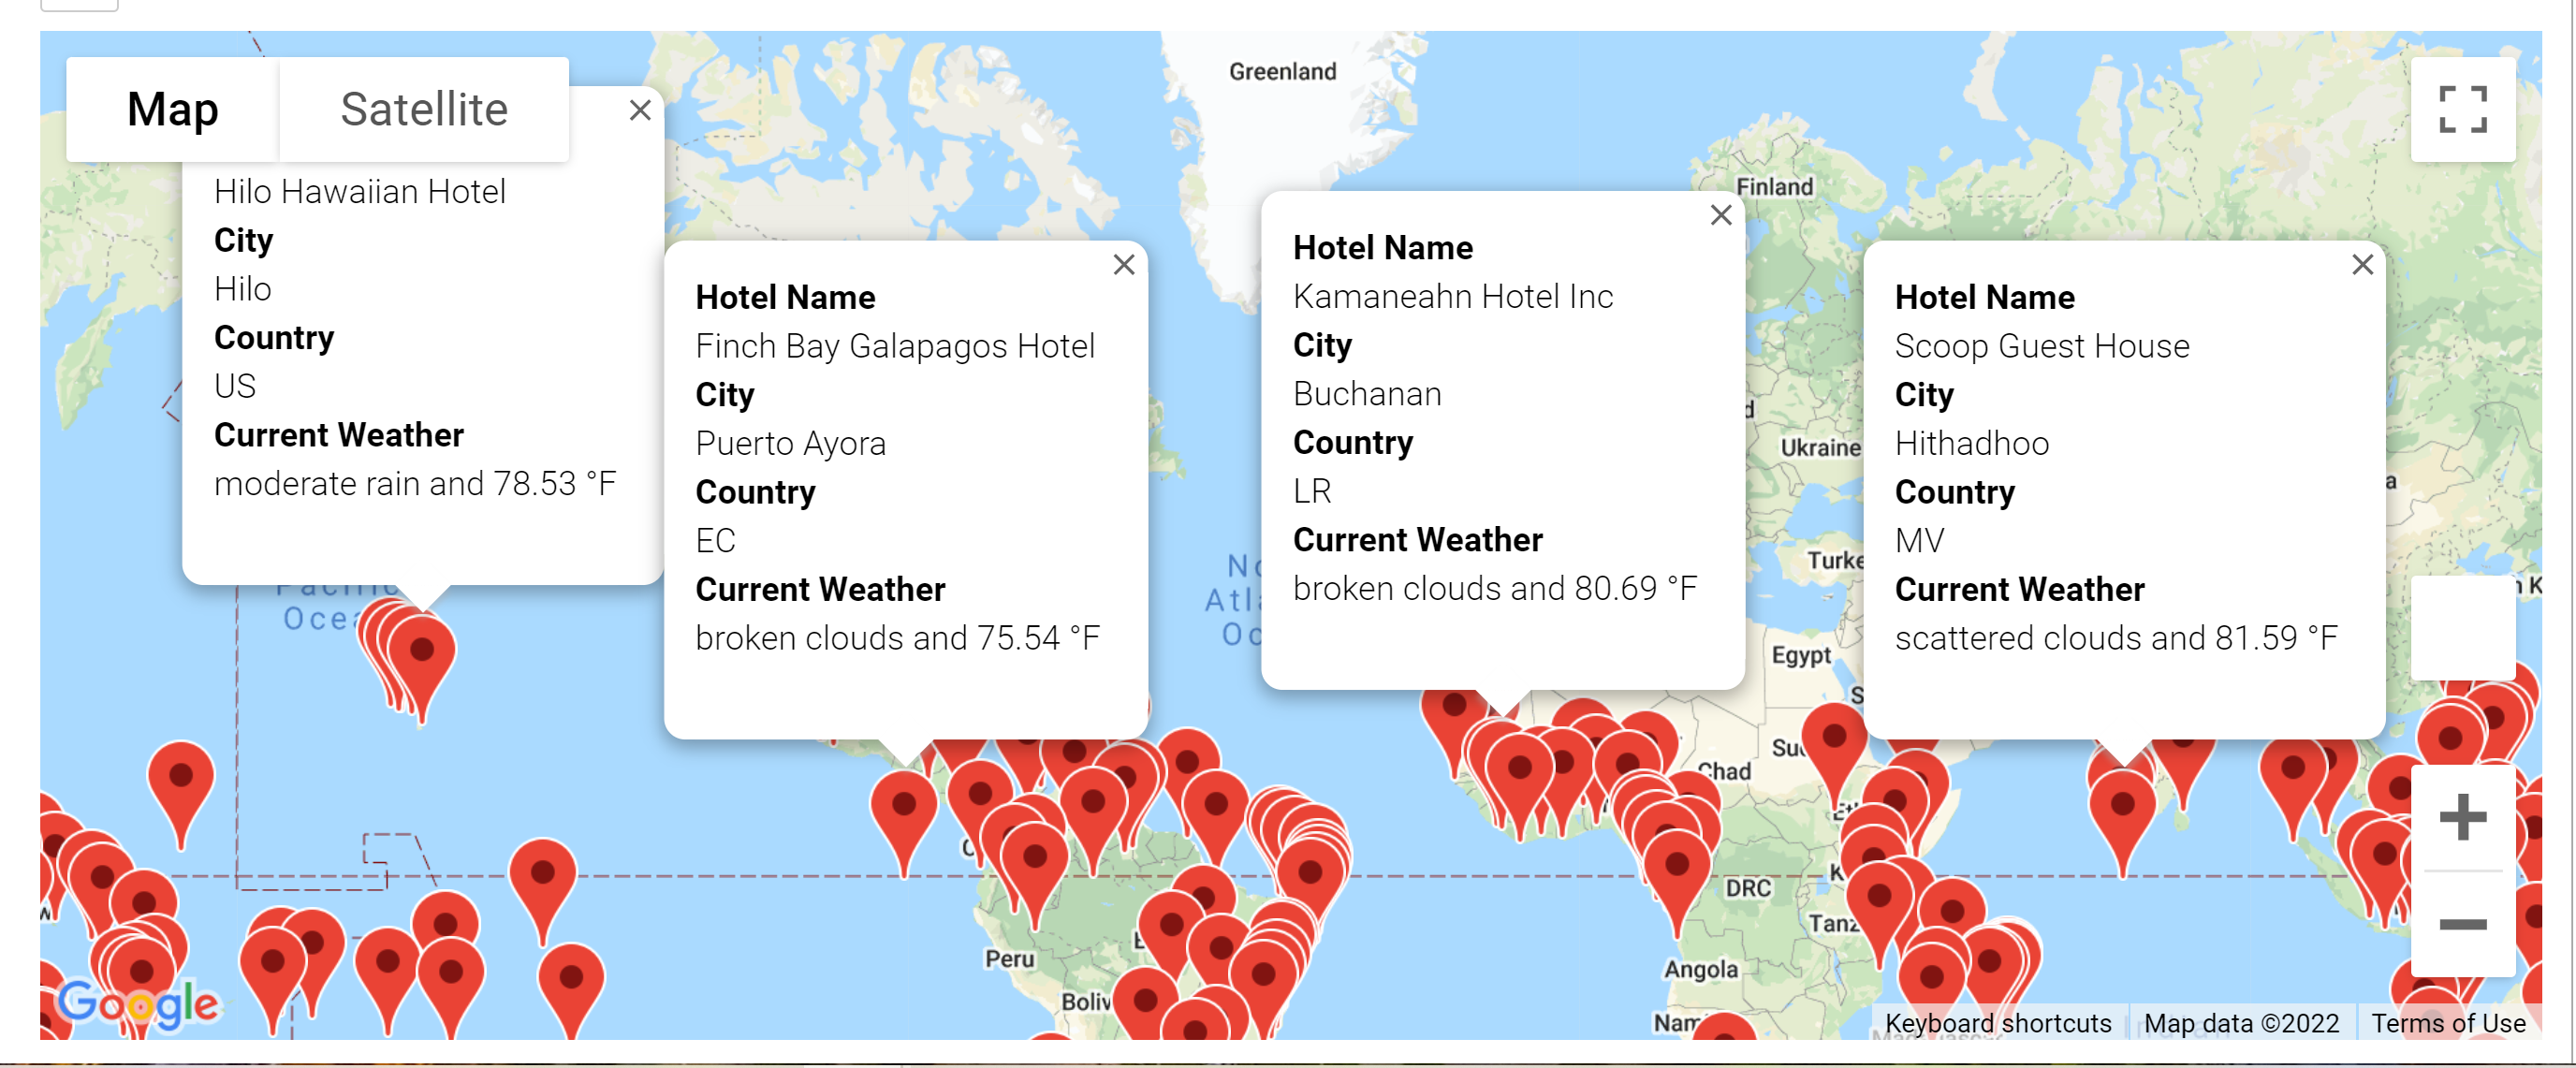 Map
Satellite
Hilo Hawaiian Hotel
City
Hilo
Country
US
Current Weather
moderate rain and 78.53 °F
Hotel Name
Finch Bay Galapagos Hotel
City
Puerto Ayora
Country
EC
Current Weather
broken clouds and 75.54 °F
Hotel Name
Kamaneahn Hotel Inc
City
Buchanan
Country
LR
Current Weather
broken clouds and 80.69 °F
Hotel Name
Scoop Guest House
City
Hithadhoo
Country
MV
Current Weather
scattered clouds and 81.59 °F
Greenland
Finland
Ukraine
Turke
Egypt
Chad
DRC
Tanz
Angola
Nam
Peru
Boliv
Pacific
Ocea
No
Atla
Oc
Google
Keyboard shortcuts
Map data ©2022
Terms of Use